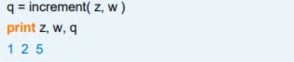 q = increment( z, w )
print z, w, q
1 2 5